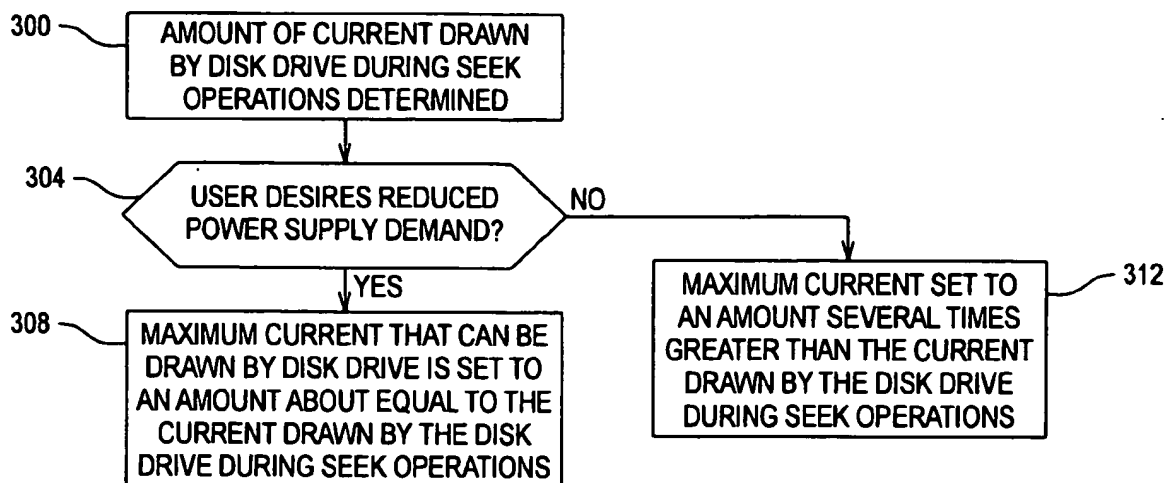 300
AMOUNT OF CURRENT DRAWN
BY DISK DRIVE DURING SEEK
OPERATIONS DETERMINED
304
USER DESIRES REDUCED
POWER SUPPLY DEMAND?
NO
YES
308
MAXIMUM CURRENT THAT CAN BE
DRAWN BY DISK DRIVE IS SET TO
AN AMOUNT ABOUT EQUAL TO THE
CURRENT DRAWN BY THE DISK
DRIVE DURING SEEK OPERATIONS
312
MAXIMUM CURRENT SET TO
AN AMOUNT SEVERAL TIMES
GREATER THAN THE CURRENT
DRAWN BY THE DISK DRIVE
DURING SEEK OPERATIONS